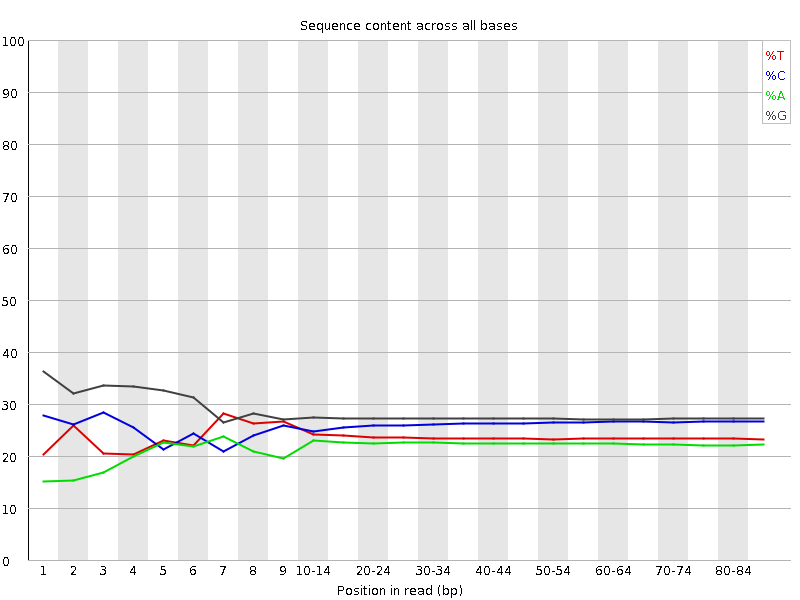 Sequence content across all bases
100
90
80
70
60
50
40
30
20
10
0
%T
%C
%A
%G
1 2 3 4 5 6 7 8 9 10-14 20-24 30-34 40-44 50-54 60-64 70-74 80-84
Position in read (bp)